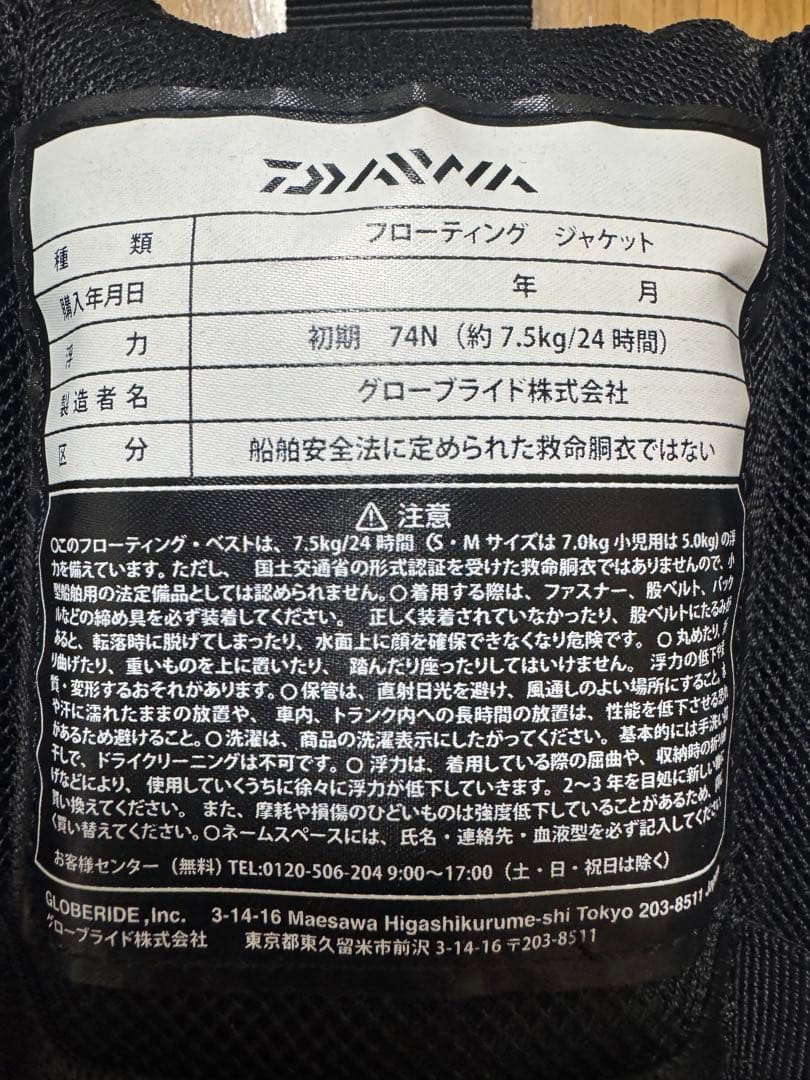 DAIWA
種類 フローティング ジャケット
購入年月日 年 月
浮力 初期 74N（約 7.5kg/24 時間）
製造者名 グローブライド株式会社
区分 船舶安全法に定められた救命胴衣ではない
⚠ 注意
〇このフローティング・ベストは、7.5kg/24 時間（S・M サイズは 7.0kg 小児用は 5.0kg）の浮
力を備えています。ただし、 国土交通省の形式認証を受けた救命胴衣ではありませんので、小
型船舶用の法定備品としては認められません。〇着用する際は、ファスナー、股ベルト、バック
ルなどの締め具を必ず装着してください。 正しく装着されていなかったり、股ベルトにたるみが
あると、転落時に脱げてしまったり、水面上に顔を確保できなくなり危険です。〇丸めたり、
り曲げたり、重いものを上に置いたり、 踏んだり座ったりしてはいけません。浮力の低下や
質・変形するおそれがあります。〇保管は、直射日光を避け、風通しのよい場所にすること。
や汗に濡れたままの放置や、車内、トランク内への長時間の放置は、性能を低下させる恐れ
があるため避けること。〇洗濯は、商品の洗濯表示にしたがってください。基本的には手洗い
干しで、ドライクリーニングは不可です。〇 浮力は、着用している際の屈曲や、収納時の折り
げなどにより、使用していくうちに徐々に浮力が低下していきます。2～3 年を目処に新しい
買い換えてください。また、摩耗や損傷のひどいものは強度低下していることがあるため、
く買い替えてください。〇ネームスペースには、氏名・連絡先・血液型を必ず記入してください。
お客様センター（無料）TEL:0120-506-204 9:00～17:00（土・日・祝日は除く）
GLOBERIDE,Inc. 3-14-16 Maesawa Higashikurume-shi Tokyo 203-8511 Japan
グローブライド株式会社 東京都東久留米市前沢 3-14-16 〒203-8511